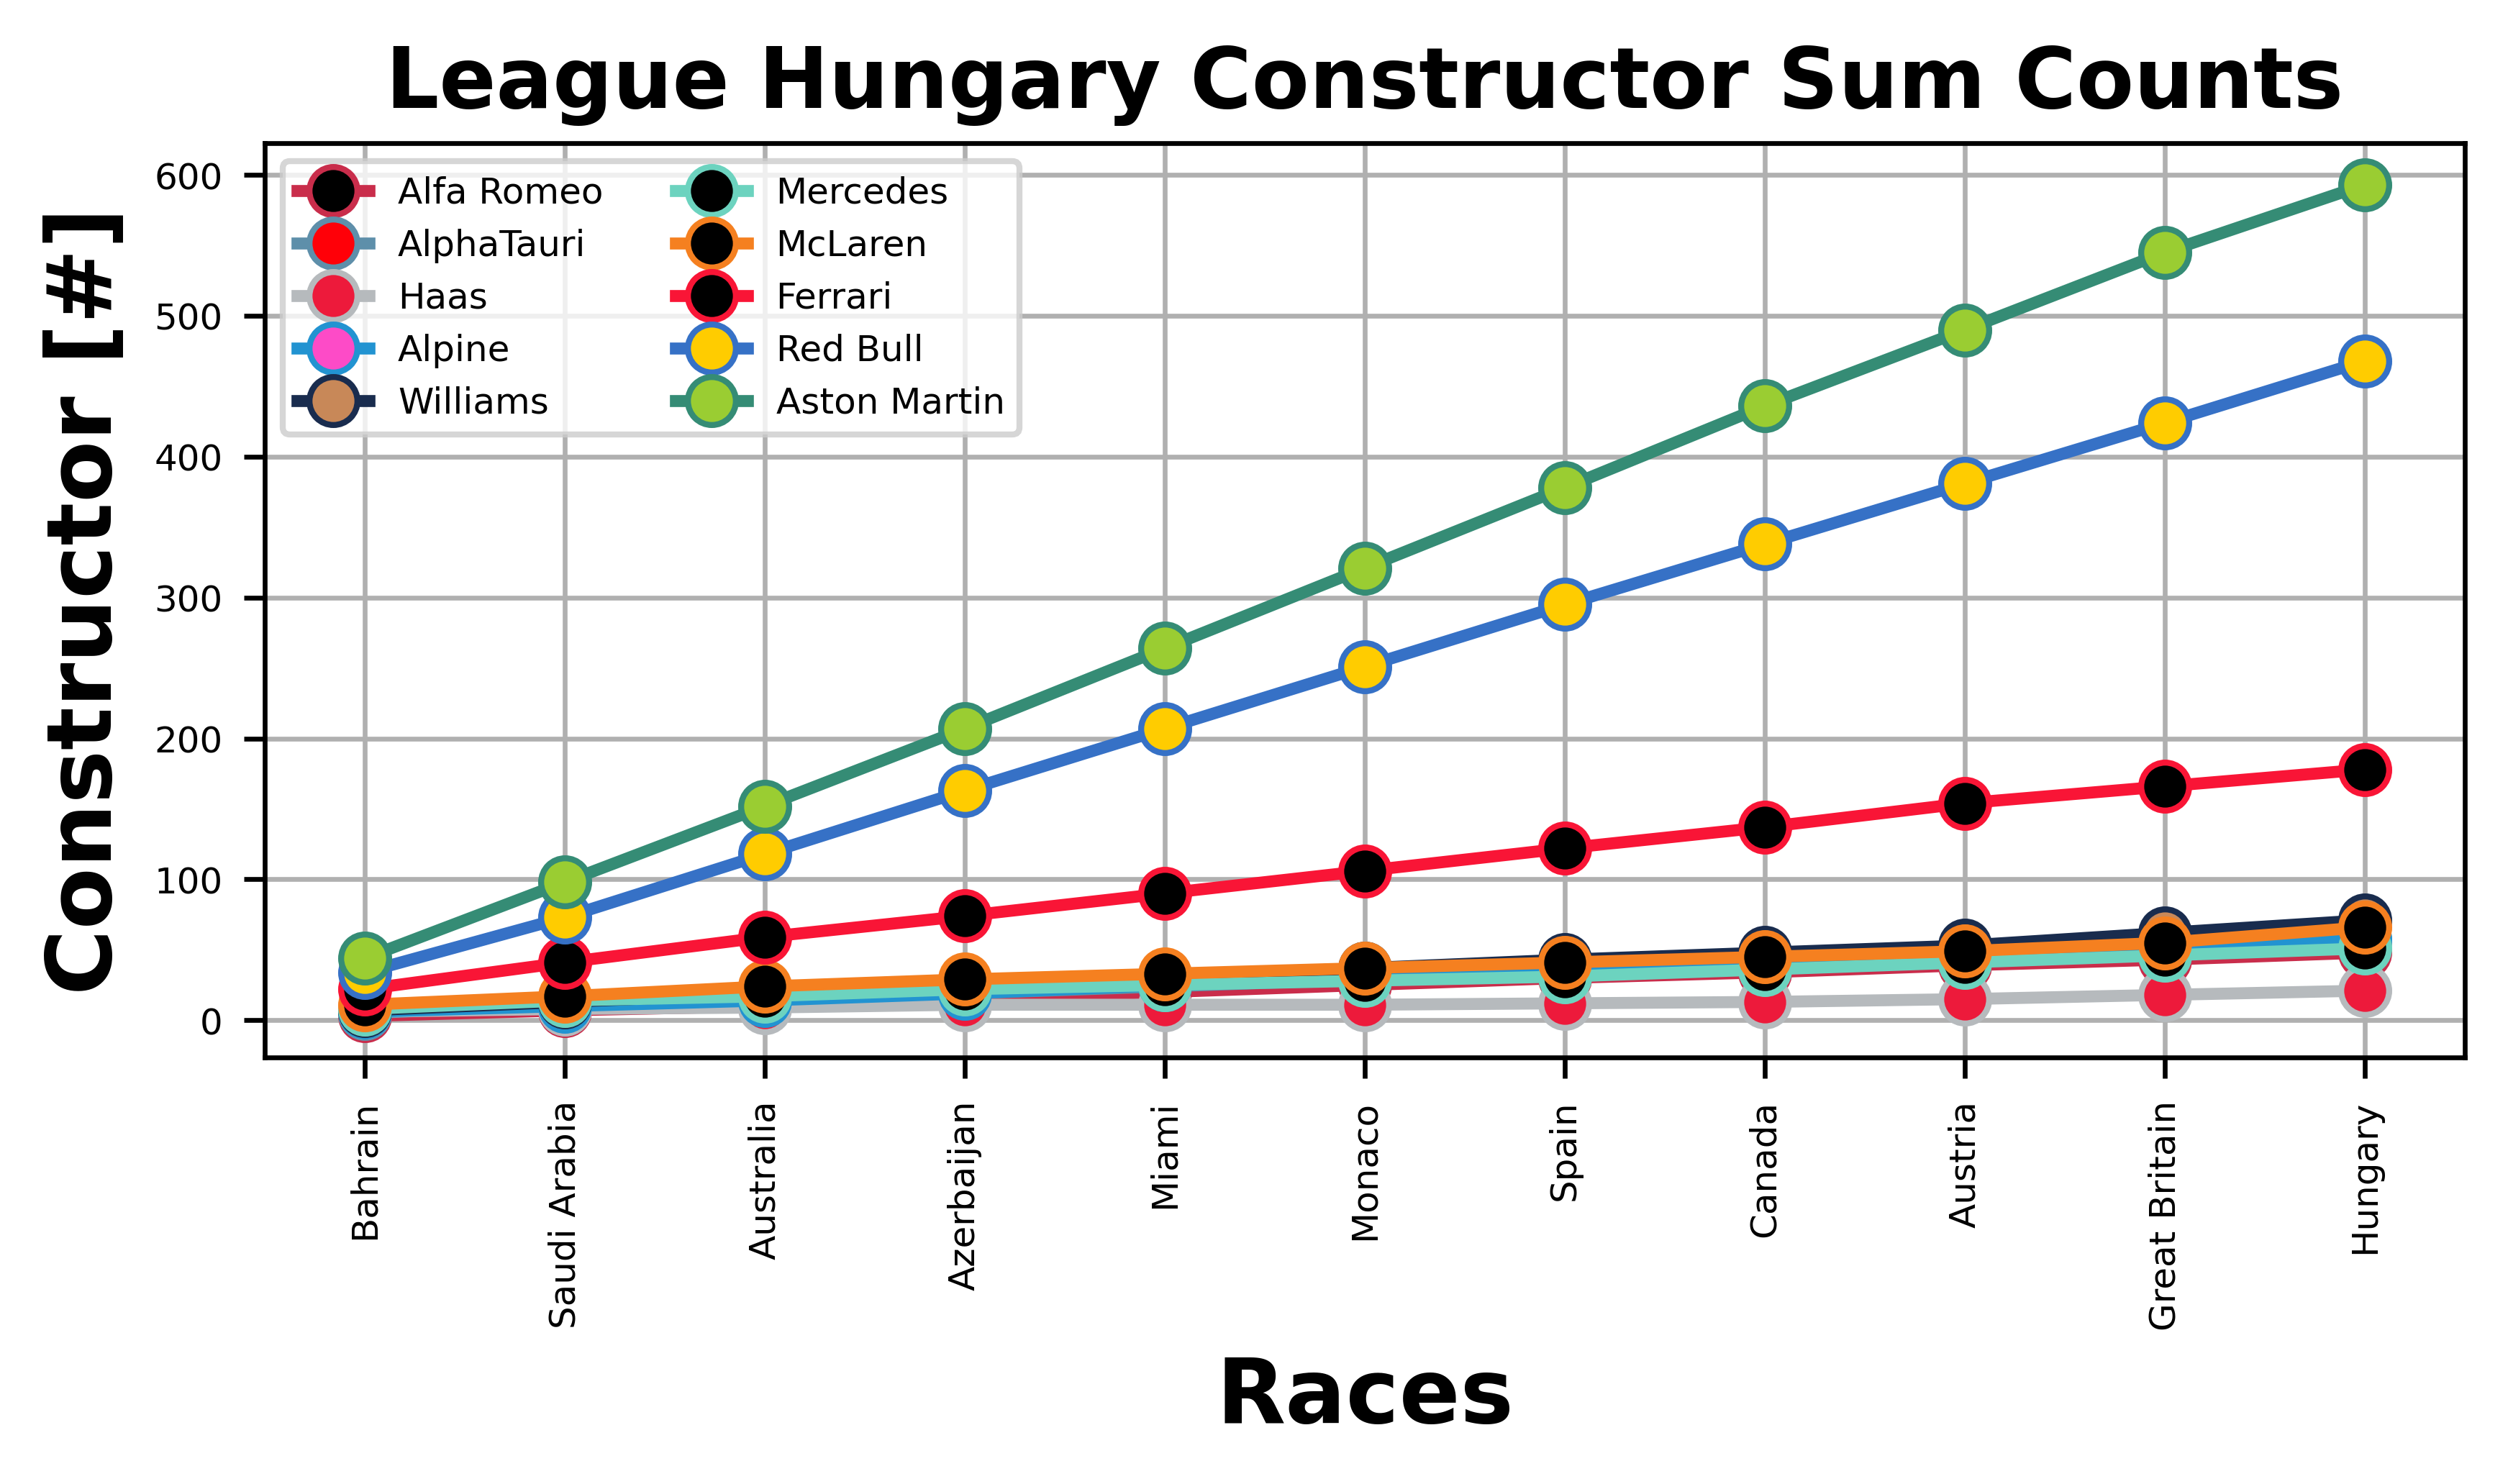 League Hungary Constructor Sum Counts
Constructor [#]
600
500
400
300
200
100
0
Alfa Romeo
AlphaTauri
Haas
Alpine
Williams
Mercedes
McLaren
Ferrari
Red Bull
Aston Martin
Bahrain
Saudi Arabia
Australia
Azerbaijan
Miami
Monaco
Spain
Canada
Austria
Great Britain
Hungary
Races